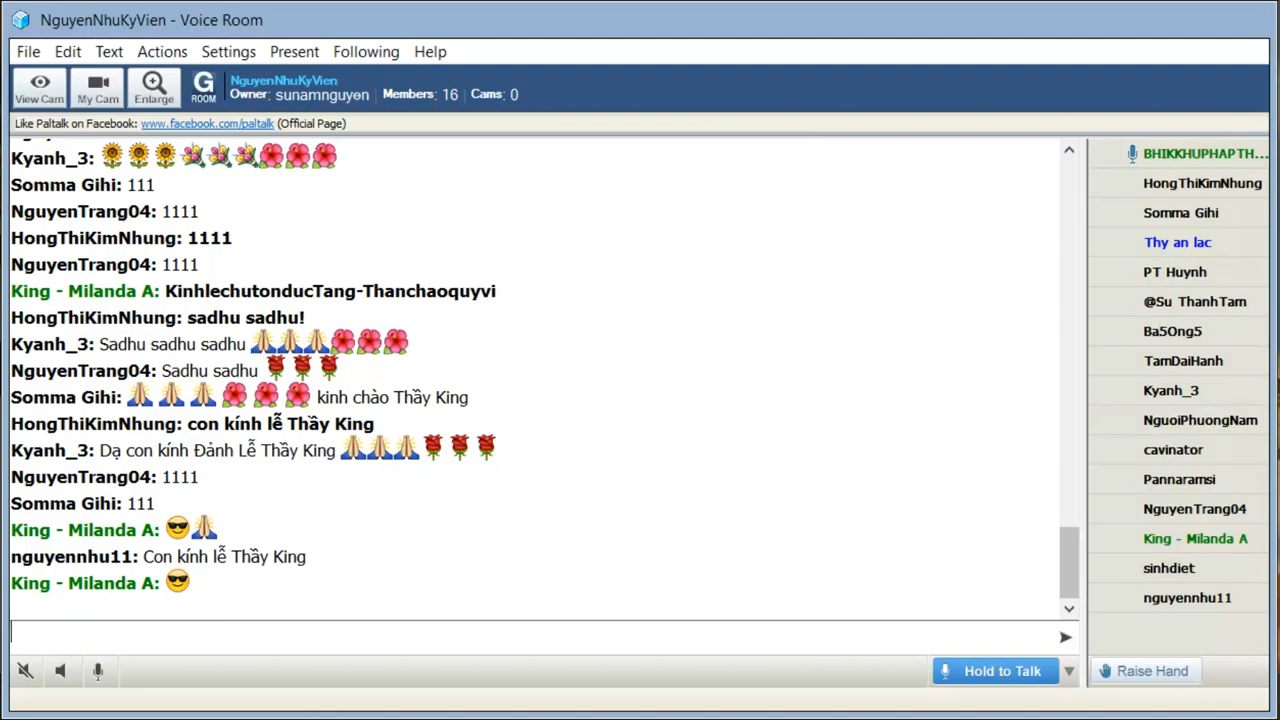 NguyenNhuKyVien - Voice Room
File Edit Text Actions Settings Present Following Help
View Cam My Cam Enlarge G ROOM
NguyenNhuKyVien
Owner: sunamnguyen Members: 16 Cams: 0
Like Paltalk on Facebook: www.facebook.com/paltalk (Official Page)
Kyanh_3: 🌻🌻🌻💐💐💐🌺🌺🌺
Somma Gihi: 111
NguyenTrang04: 1111
HongThiKimNhung: 1111
NguyenTrang04: 1111
King - Milanda A: KinhlechutonducTang-Thanchaoquyvi
HongThiKimNhung: sadhu sadhu!
Kyanh_3: Sadhu sadhu sadhu 🙏🙏🙏🌺🌺🌺
NguyenTrang04: Sadhu sadhu 🌹🌹🌹
Somma Gihi: 🙏🙏🙏🌺🌺🌺 kinh chào Thầy King
HongThiKimNhung: con kính lễ Thầy King
Kyanh_3: Dạ con kính Đảnh Lễ Thầy King 🙏🙏🙏🌹🌹🌹
NguyenTrang04: 1111
Somma Gihi: 111
King - Milanda A: 😎🙏
nguyennhu11: Con kính lễ Thầy King
King - Milanda A: 😎
BHIKKHUPHAPTH...
HongThiKimNhung
Somma Gihi
Thy an lac
PT Huynh
@Su ThanhTam
Ba5Ong5
TamDaiHanh
Kyanh_3
NguoiPhuongNam
cavinator
Pannaramsi
NguyenTrang04
King - Milanda A
sinhdiet
nguyennhu11
Hold to Talk
Raise Hand